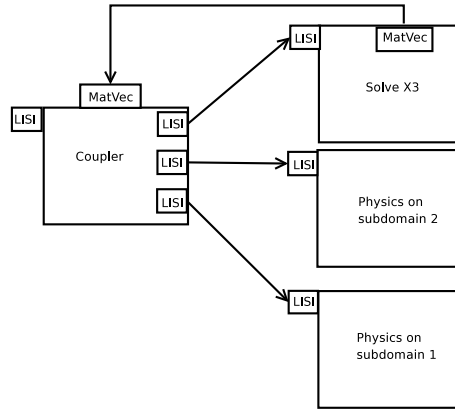 LISI
MatVec
Solve X3
MatVec
LISI
LISI
Coupler
LISI
LISI
LISI
Physics on
subdomain 2
LISI
Physics on
subdomain 1